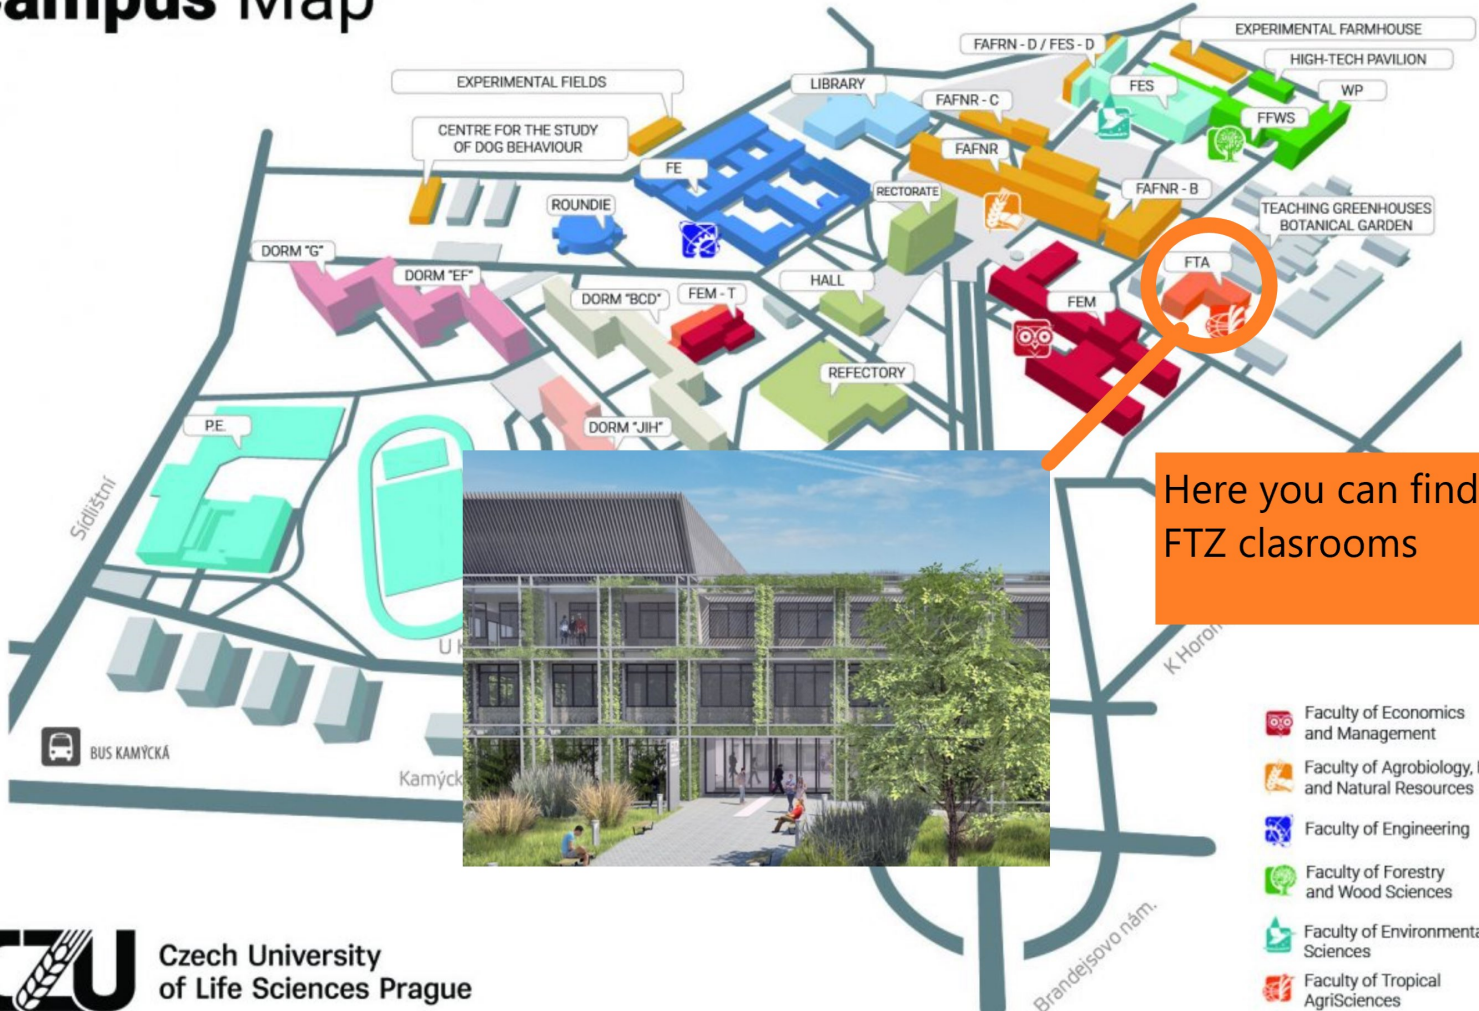 campus Map
EXPERIMENTAL FARMHOUSE
FAFRN - D / FES - D
HIGH-TECH PAVILION
EXPERIMENTAL FIELDS
LIBRARY
FES
WP
FAFNR - C
FFWS
CENTRE FOR THE STUDY
OF DOG BEHAVIOUR
FAFNR
FE
RECTORATE
FAFNR - B
ROUNDIE
TEACHING GREENHOUSES
BOTANICAL GARDEN
DORM "G"
FTA
DORM "EF"
HALL
DORM "BCD"
FEM - T
FEM
REFECTORY
P.E.
DORM "JIH"
Sídlištní
Here you can find
FTZ clasrooms
U K
K Horom
BUS KAMÝCKÁ
Kamýck
Faculty of Economics
and Management
Faculty of Agrobiology,
and Natural Resources
Faculty of Engineering
Faculty of Forestry
and Wood Sciences
Faculty of Environmenta
Sciences
Faculty of Tropical
AgriSciences
Brandejsovo nám.
CZU
Czech University
of Life Sciences Prague